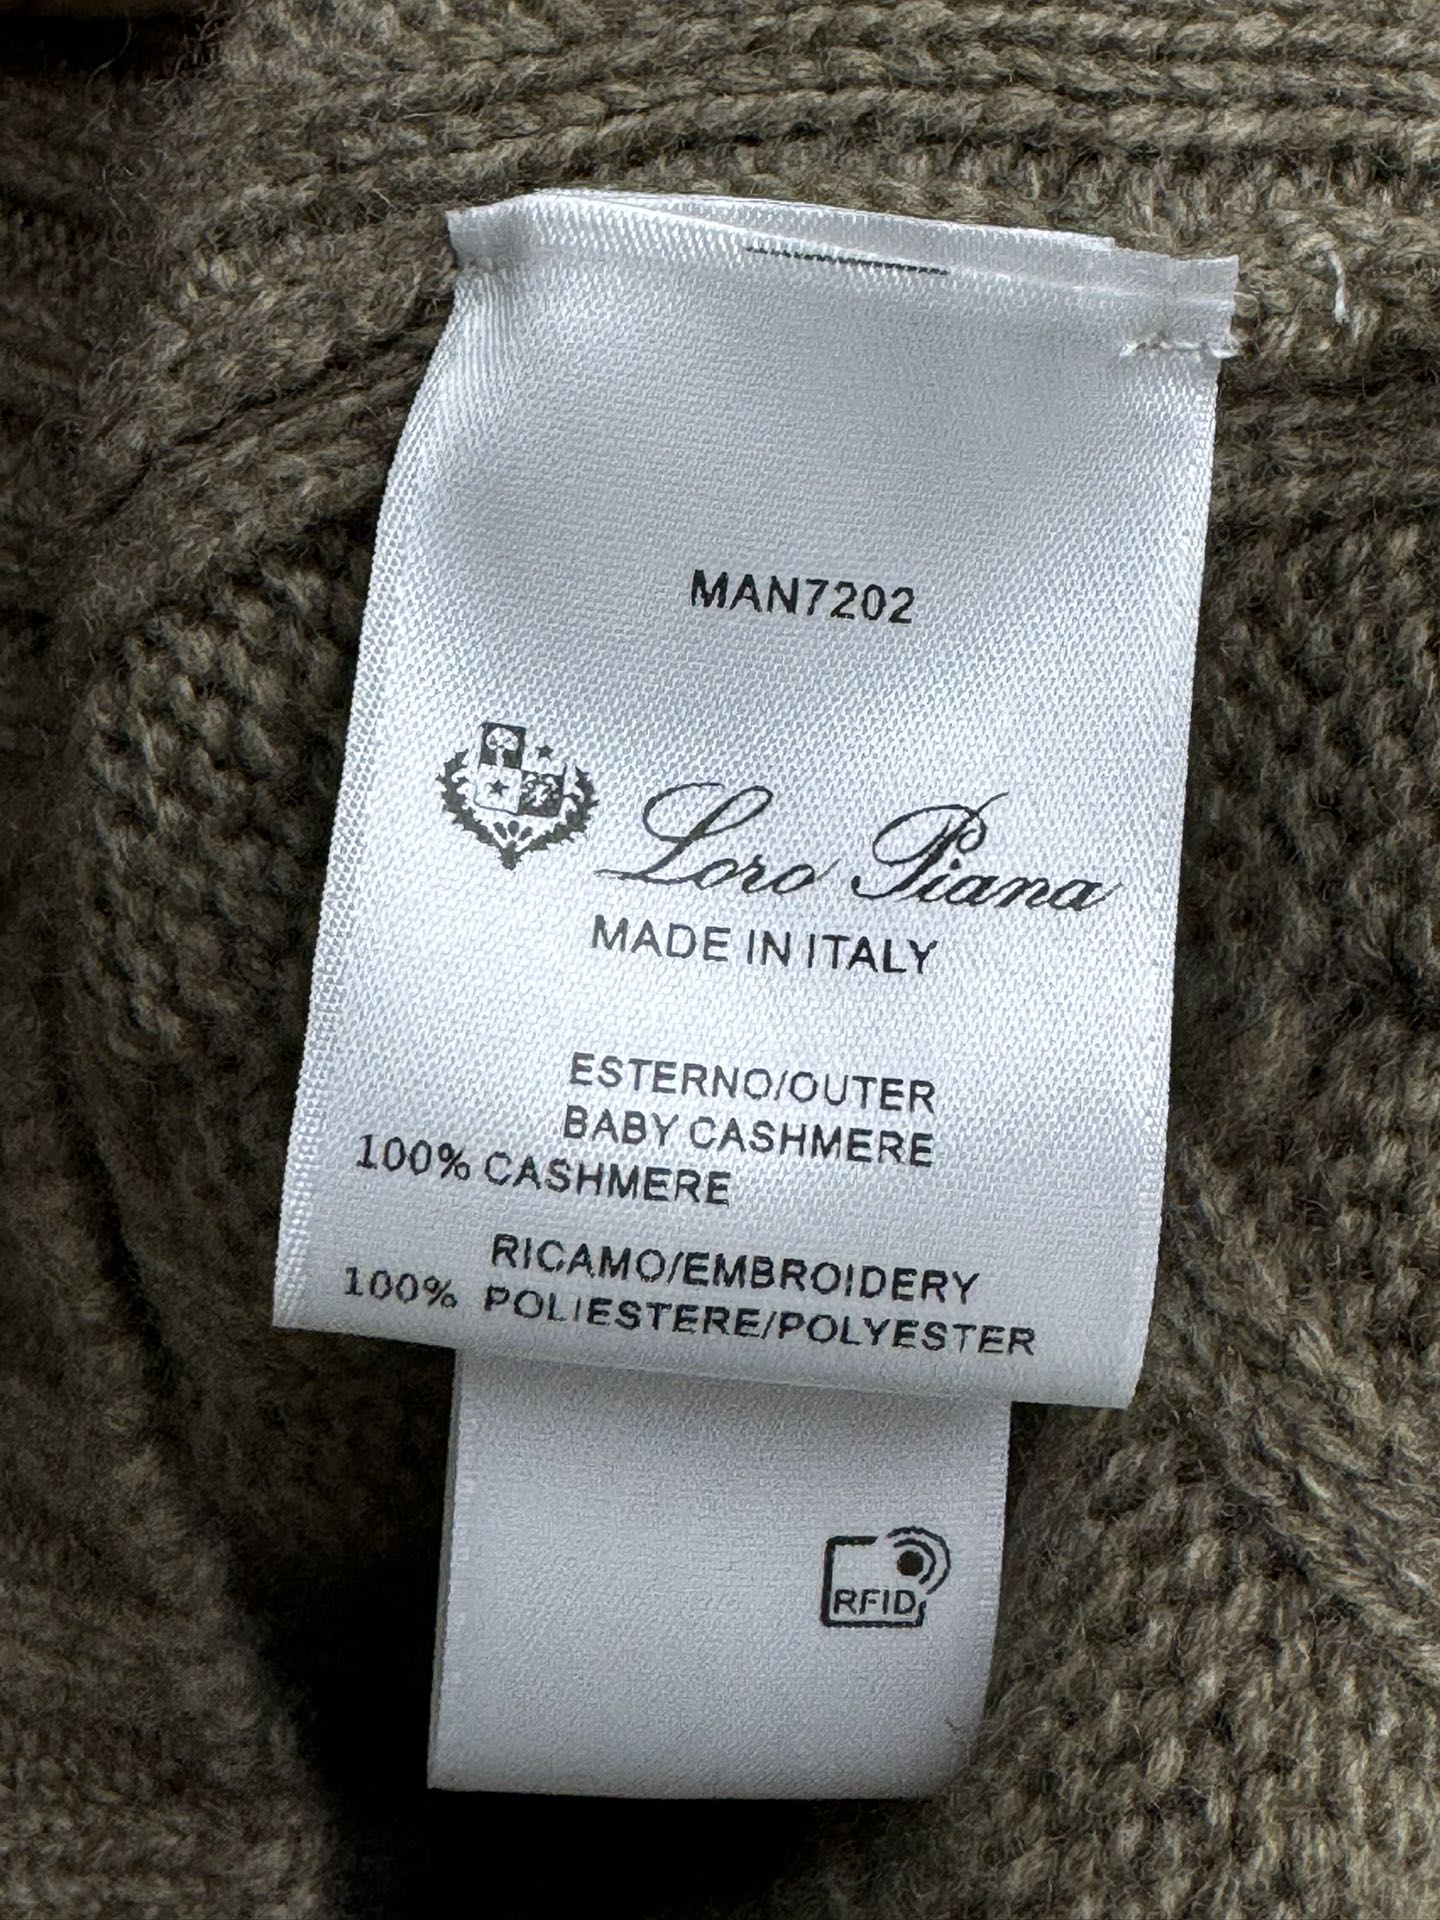 MAN7202
Loro Piana
MADE IN ITALY
ESTERNO/OUTER
BABY CASHMERE
100% CASHMERE
RICAMO/EMBROIDERY
100% POLIESTERE/POLYESTER
RFID